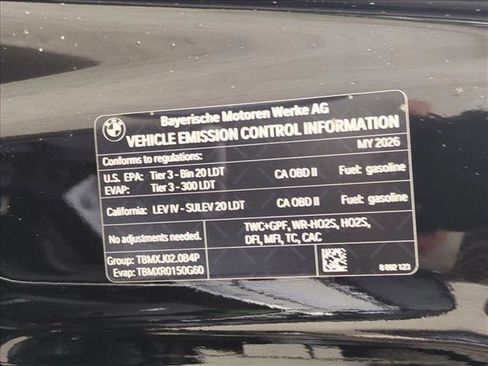 Bayerische Motoren Werke AG
VEHICLE EMISSION CONTROL INFORMATION
Conforms to regulations: MY 2026
U.S. EPA: Tier 3 - Bin 20 LDT CA OBD II Fuel: gasoline
EVAP: Tier 3 - 300 LDT
California: LEV IV - SULEV 20 LDT CA OBD II Fuel: gasoline
No adjustments needed. TWC+GPF, WR-HO2S, HO2S,
DFI, MFI, TC, CAC
Group: TBMXJ02.0B4P
Evap: TBMXR0150G60
8 892 123